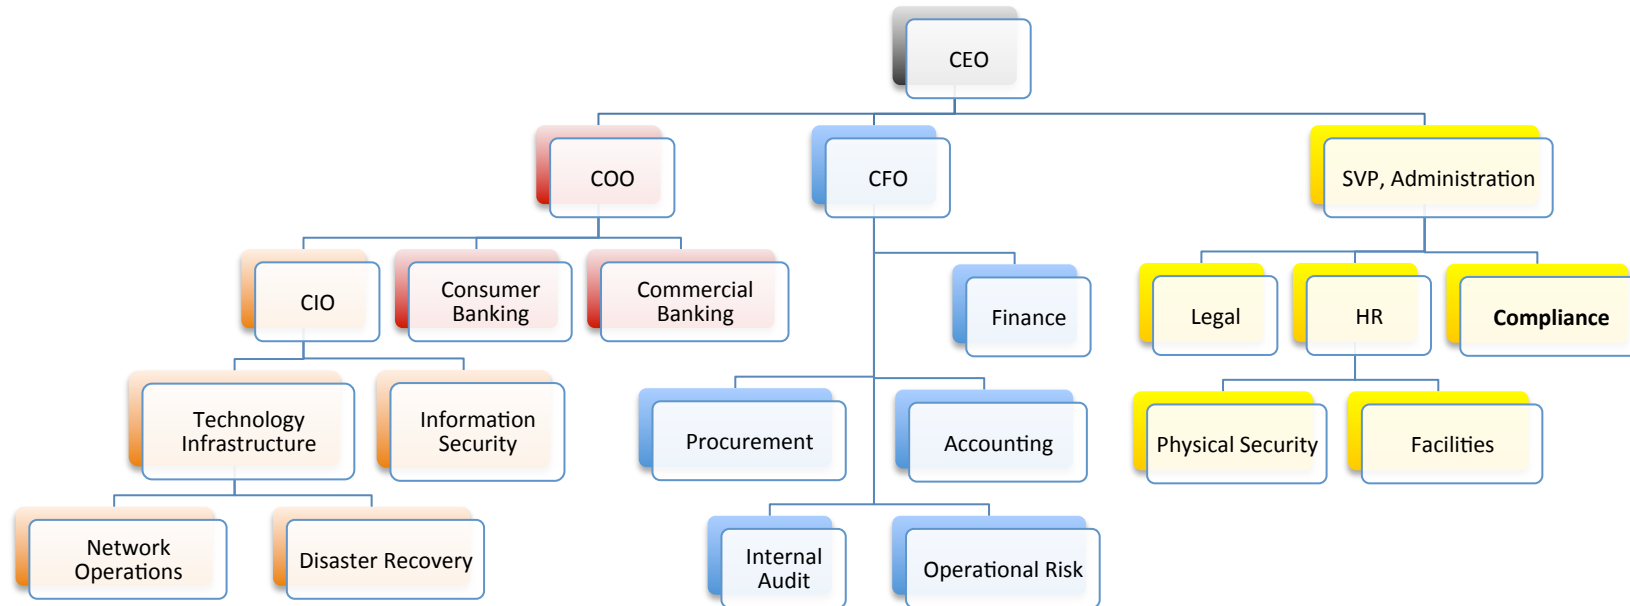 CEO
COO
CFO
SVP, Administration
CIO
Consumer
Banking
Commercial
Banking
Finance
Legal
HR
Compliance
Technology
Infrastructure
Information
Security
Procurement
Accounting
Physical Security
Facilities
Network
Operations
Disaster Recovery
Internal
Audit
Operational Risk